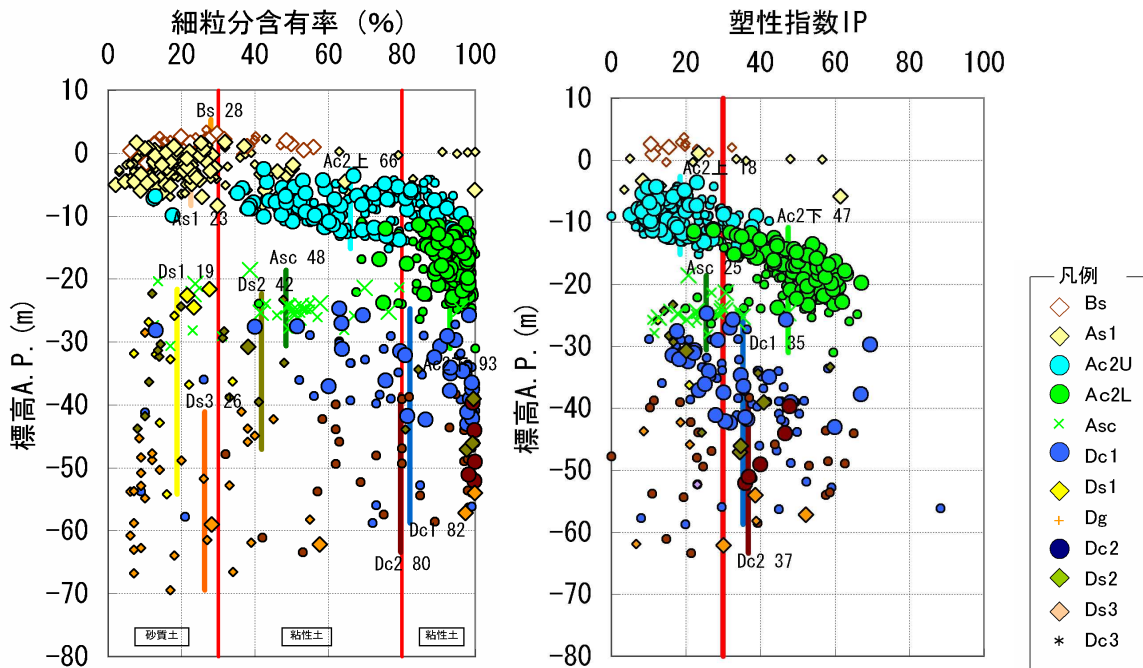 細粒分含有率 (%)
0 20 40 60 80 100
標高A.P.(m)
10
0
-10
-20
-30
-40
-50
-60
-70
-80
Bs 28
Ac2上 66
As1 23
Asc 48
Ds1 19
Ds2 42
Ds3 26
Dc1 82
Dc2 80
砂質土
粘性土
粘性土
塑性指数IP
0 20 40 60 80 100
標高A.P.(m)
10
0
-10
-20
-30
-40
-50
-60
-70
-80
Ac2上 18
Ac2下 47
Asc 25
Dc1 35
Dc2 37
凡例
Bs
As1
Ac2U
Ac2L
Asc
Dc1
Ds1
Dg
Dc2
Ds2
Ds3
Dc3